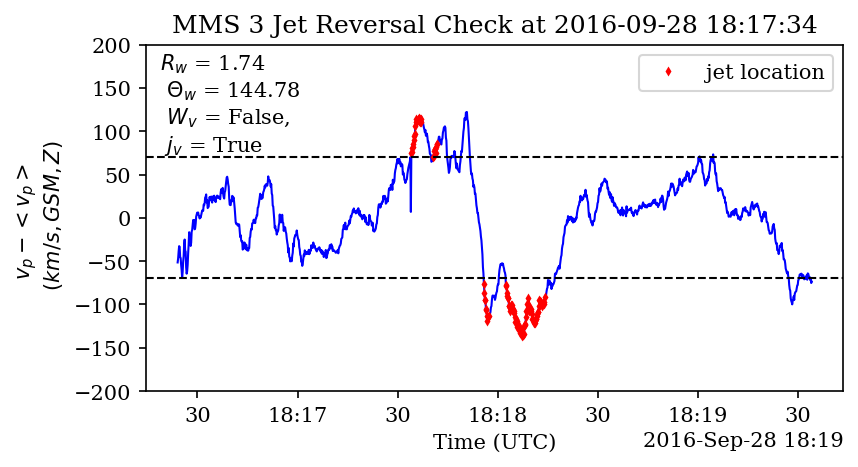 MMS 3 Jet Reversal Check at 2016-09-28 18:17:34
R_w = 1.74
Θ_w = 144.78
W_v = False,
j_v = True
jet location
200
150
100
50
0
−50
−100
−150
−200
v_p − < v_p >
(km/s, GSM, Z)
30 18:17 30 18:18 30 18:19 30
Time (UTC)
2016-Sep-28 18:19